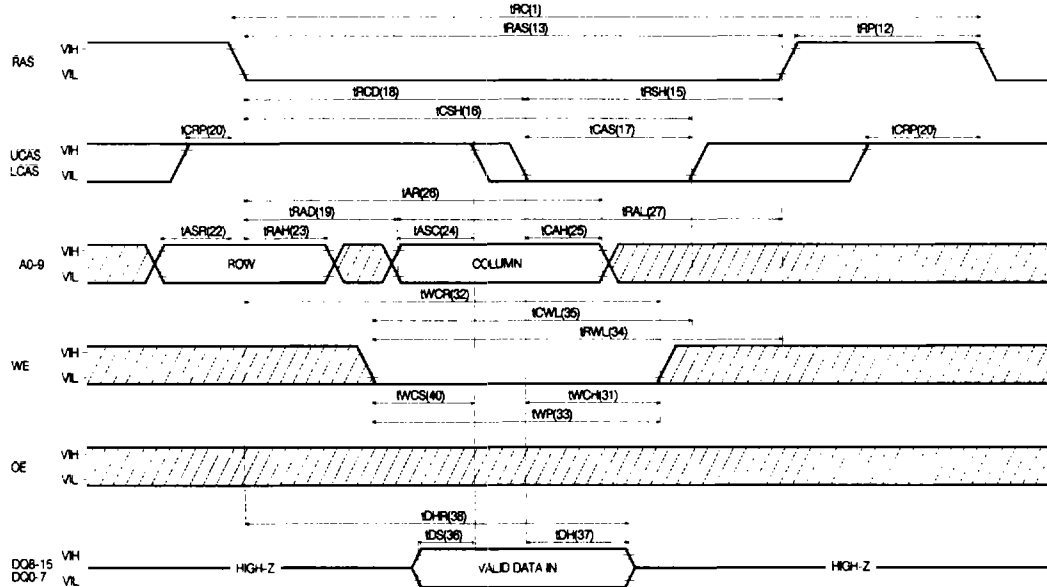 tRC(1)
tRAS(13) tRP(12)
RAS VIH
VIL
tRCD(18) tRSH(15)
tCSH(16)
tCRP(20) tCAS(17) tCRP(20)
UCAS VIH
LCAS VIL
tAR(26)
tRAD(19) tRAL(27)
tASR(22) tRAH(23) tASC(24) tCAH(25)
A0-9 VIH ROW COLUMN
VIL
tWCR(32)
tCWL(35)
tRWL(34)
WE VIH
VIL
tWCS(40) tWCH(31)
tWP(33)
OE VIH
VIL
tDHR(38)
tDS(36) tDH(37)
DQ8-15 VIH
DQ0-7 HIGH-Z VALID DATA IN HIGH-Z
VIL